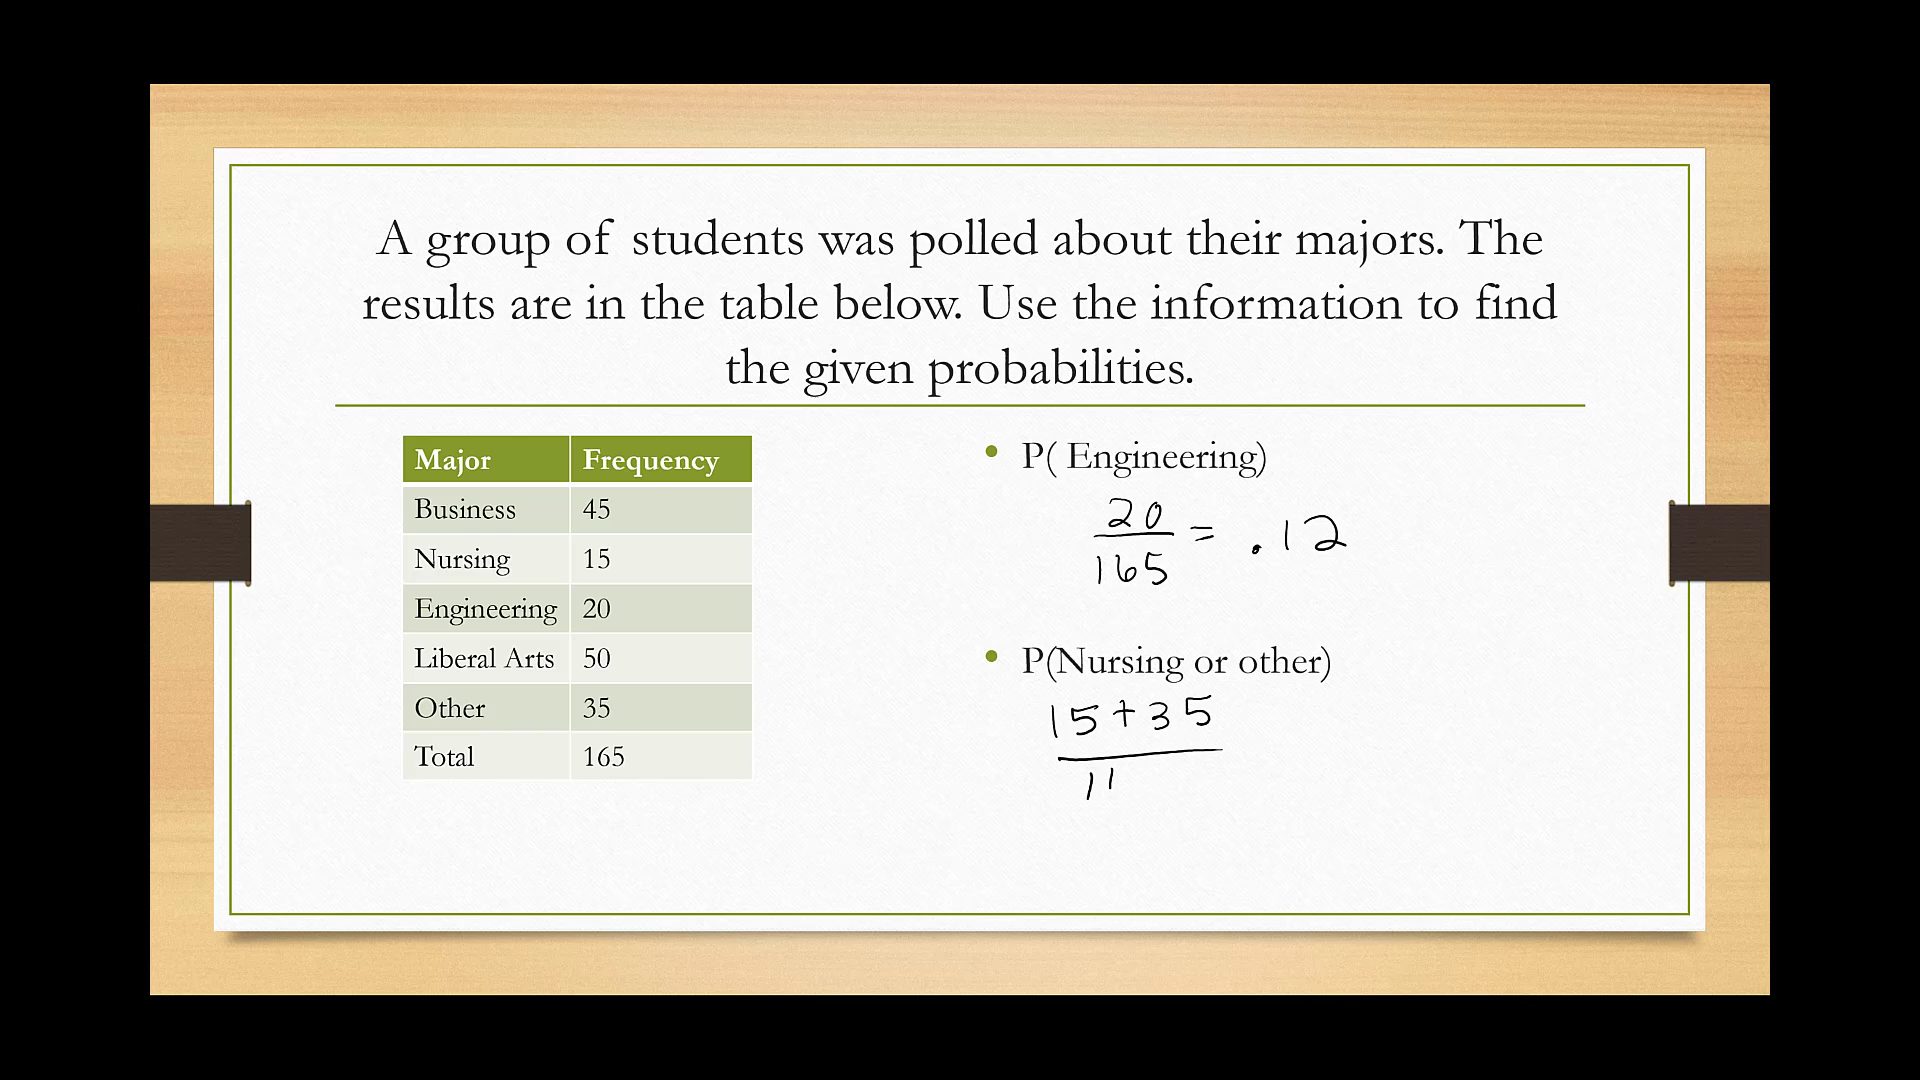 A group of students was polled about their majors. The
results are in the table below. Use the information to find
the given probabilities.
Major Frequency
Business 45
Nursing 15
Engineering 20
Liberal Arts 50
Other 35
Total 165
• P( Engineering)
20
165
= .12
• P(Nursing or other)
15+35